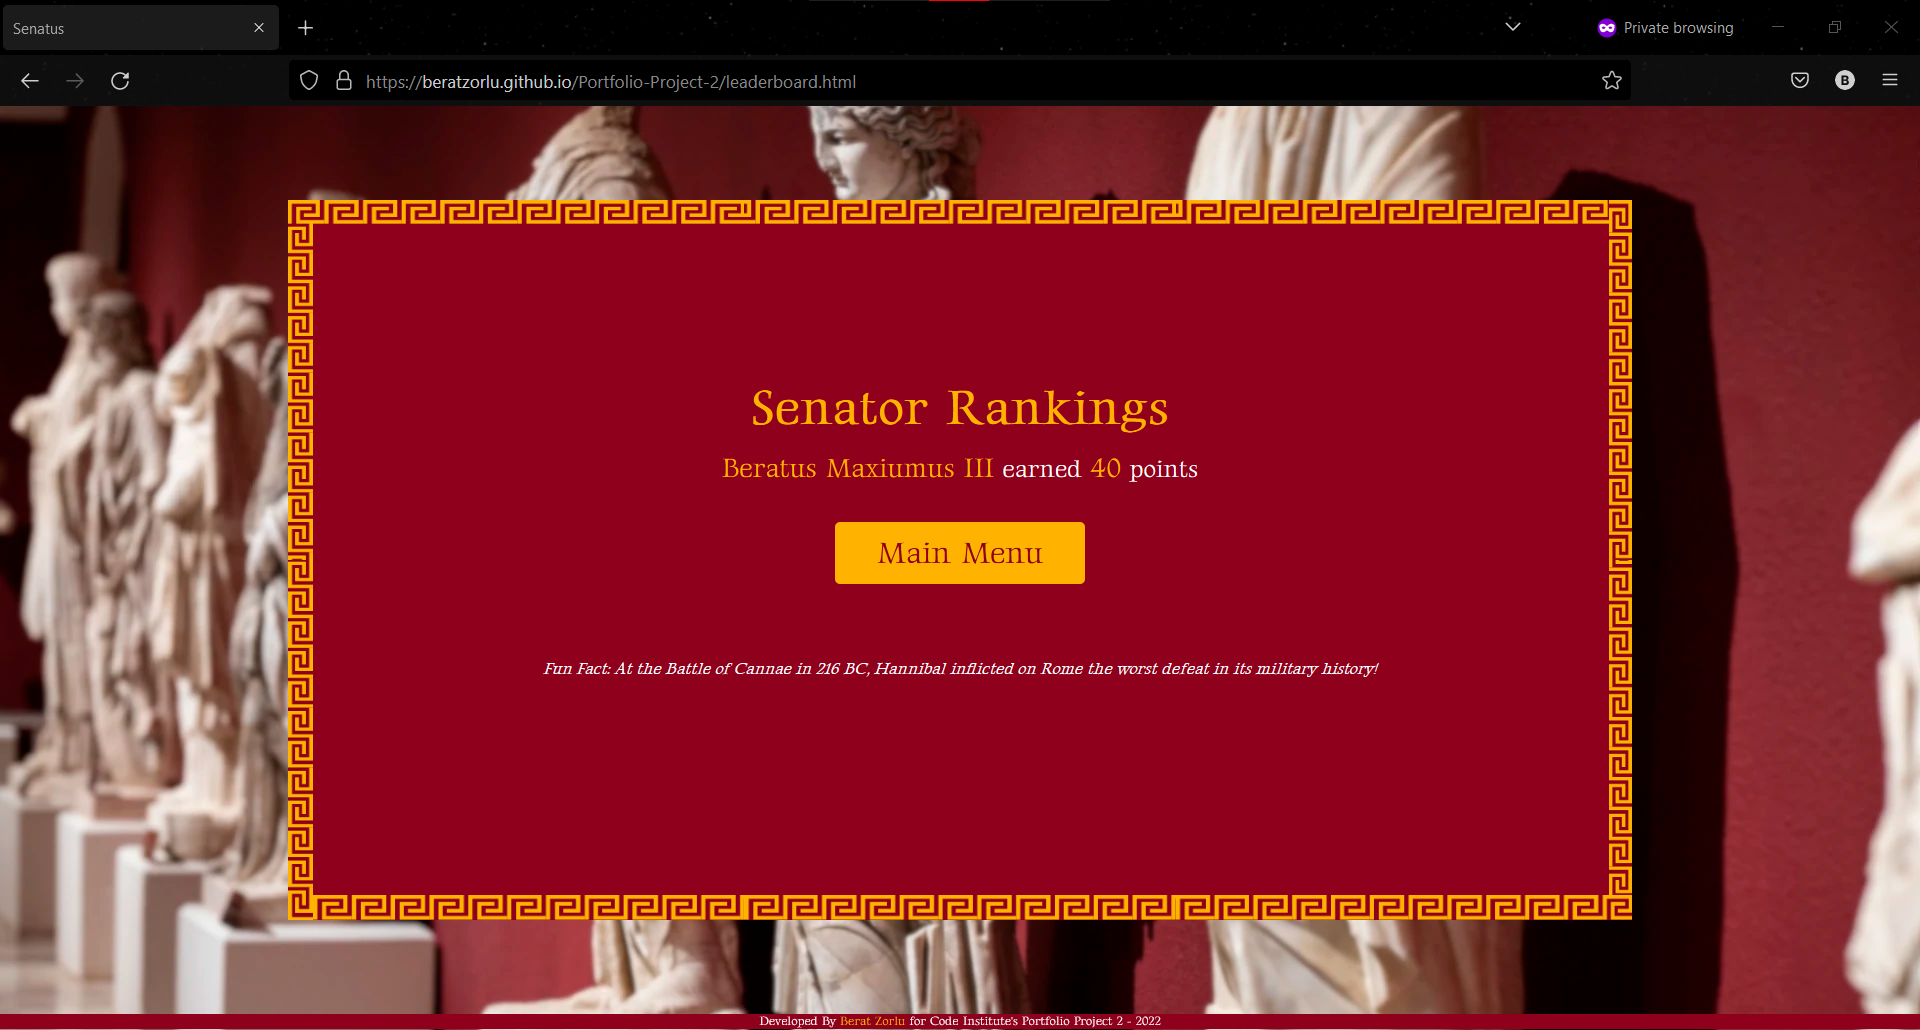 Senatus
Private browsing
https://beratzorlu.github.io/Portfolio-Project-2/leaderboard.html
B
Senator Rankings
Beratus Maxiumus III earned 40 points
Main Menu
Fun Fact: At the Battle of Cannae in 216 BC, Hannibal inflicted on Rome the worst defeat in its military history!
Developed By Berat Zorlu for Code Institute's Portfolio Project 2 - 2022